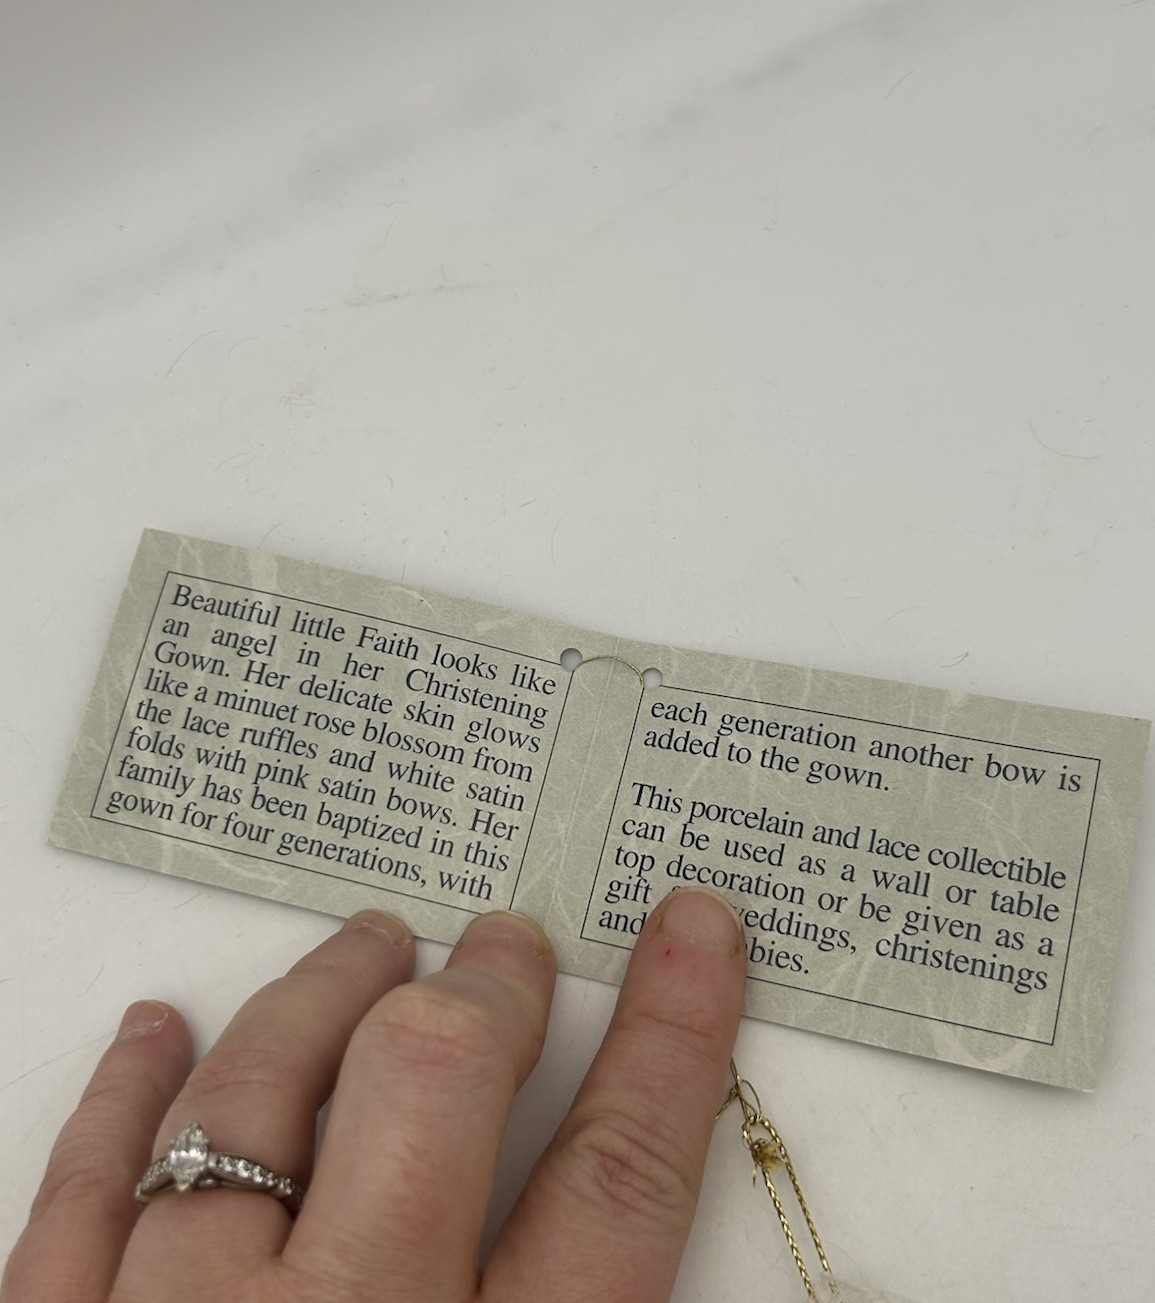 Beautiful little Faith looks like
an angel in her Christening
Gown. Her delicate skin glows
like a minuet rose blossom from
the lace ruffles and white satin
folds with pink satin bows. Her
family has been baptized in this
gown for four generations, with
each generation another bow is
added to the gown.
This porcelain and lace collectible
can be used as a wall or table
top decoration or be given as a
gift weddings, christenings
and